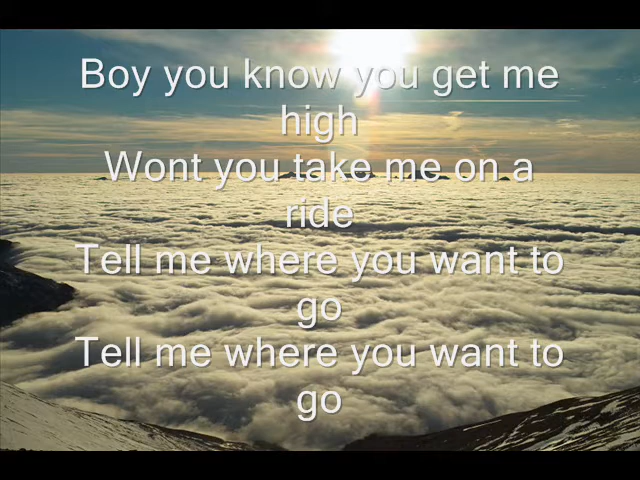 Boy you know you get me
high
Wont you take me on a
ride
Tell me where you want to
go
Tell me where you want to
go